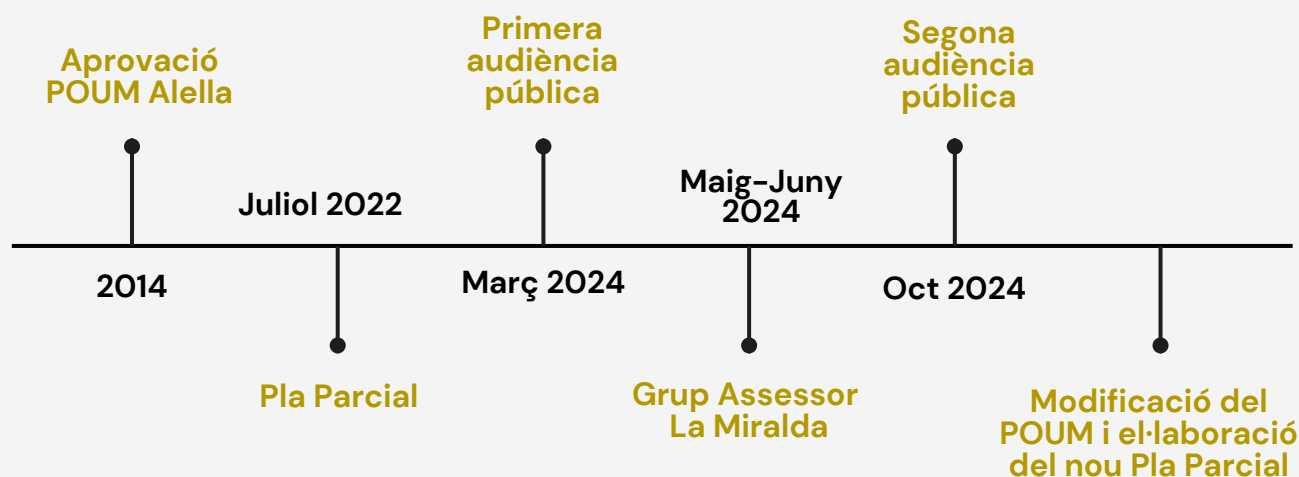 Aprovació
POUM Alella
2014
Juliol 2022
Pla Parcial
Primera
audiència
pública
Març 2024
Maig-Juny
2024
Grup Assessor
La Miralda
Segona
audiència
pública
Oct 2024
Modificació del
POUM i el·laboració
del nou Pla Parcial